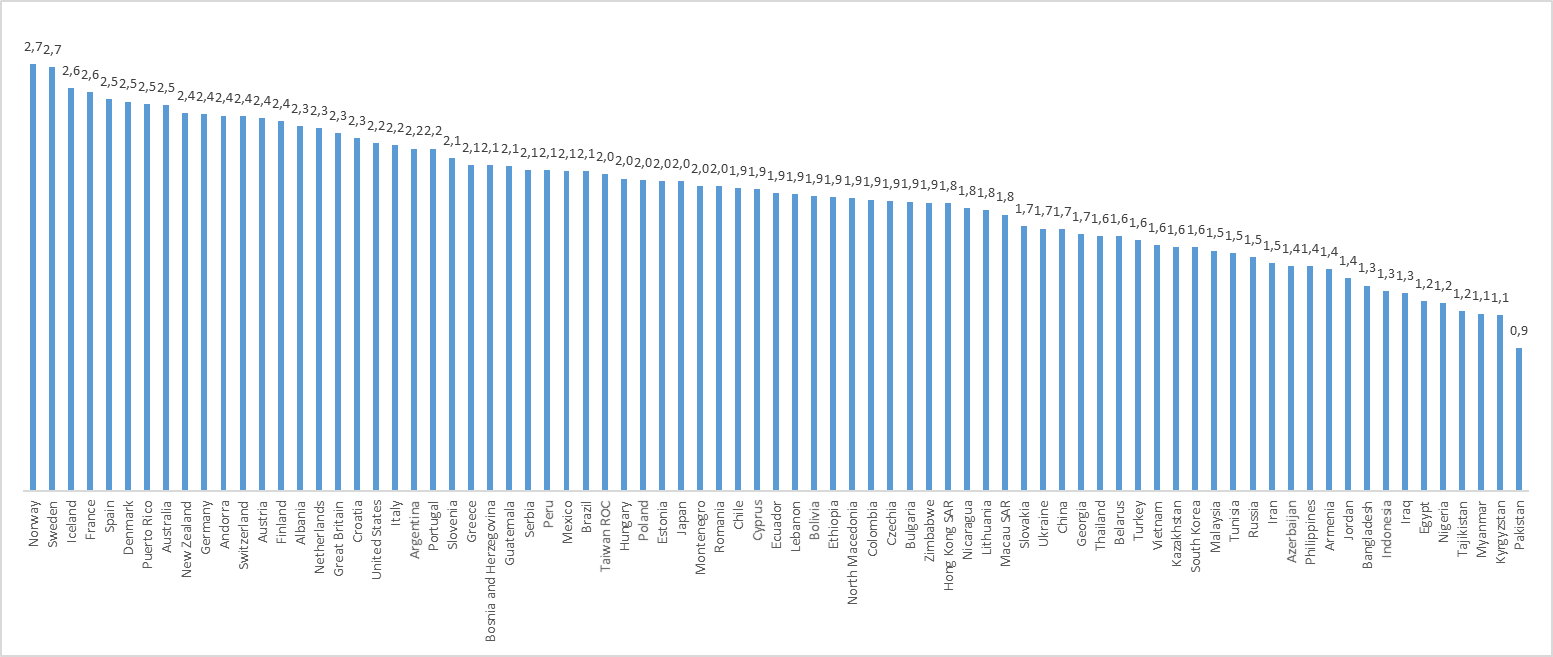 2,7 2,7 2,6 2,6 2,5 2,5 2,5 2,5 2,4 2,4 2,4 2,4 2,4 2,4 2,3 2,3 2,3 2,3 2,2 2,2 2,2 2,2 2,1 2,1 2,1 2,1 2,1 2,1 2,1 2,1 2,0 2,0 2,0 2,0 2,0 2,0 2,0 1,9 1,9 1,9 1,9 1,9 1,9 1,9 1,9 1,9 1,9 1,9 1,8 1,8 1,8 1,8 1,7 1,7 1,7 1,7 1,6 1,6 1,6 1,6 1,6 1,6 1,5 1,5 1,5 1,5 1,4 1,4 1,4 1,4 1,3 1,3 1,3 1,2 1,2 1,2 1,1 1,1 0,9
Norway
Sweden
Iceland
France
Spain
Denmark
Puerto Rico
Australia
New Zealand
Germany
Andorra
Switzerland
Austria
Finland
Albania
Netherlands
Great Britain
Croatia
United States
Italy
Argentina
Portugal
Slovenia
Greece
Bosnia and Herzegovina
Guatemala
Serbia
Peru
Mexico
Brazil
Taiwan ROC
Hungary
Poland
Estonia
Japan
Montenegro
Romania
Chile
Cyprus
Ecuador
Lebanon
Bolivia
Ethiopia
North Macedonia
Colombia
Czechia
Bulgaria
Zimbabwe
Hong Kong SAR
Nicaragua
Lithuania
Macau SAR
Slovakia
Ukraine
China
Georgia
Thailand
Belarus
Turkey
Vietnam
Kazakhstan
South Korea
Malaysia
Tunisia
Russia
Iran
Azerbaijan
Philippines
Armenia
Jordan
Bangladesh
Indonesia
Iraq
Egypt
Nigeria
Tajikistan
Myanmar
Kyrgyzstan
Pakistan